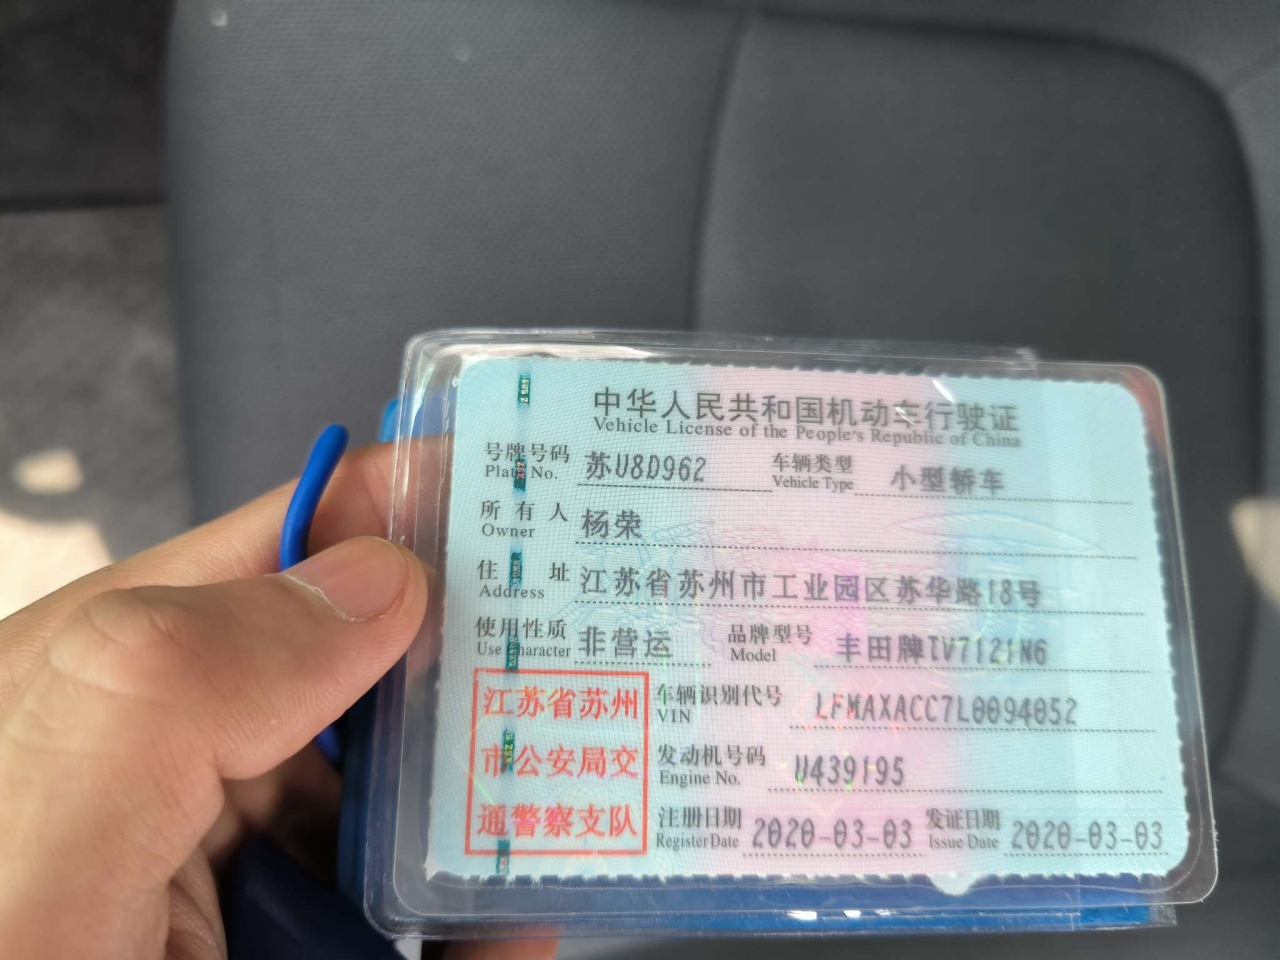 中华人民共和国机动车行驶证
Vehicle License of the People's Republic of China
号牌号码 苏U8D962 车辆类型 小型轿车
Plate No. Vehicle Type
所有人 杨荣
Owner
住址 江苏省苏州市工业园区苏华路18号
Address
使用性质 非营运 品牌型号 丰田牌TV7121N6
Use Character Model
江苏省苏州
市公安局交
通警察支队
车辆识别代号 LFMAXACC7L0094052
VIN
发动机号码 U439195
Engine No.
注册日期 2020-03-03 发证日期 2020-03-03
Register Date Issue Date